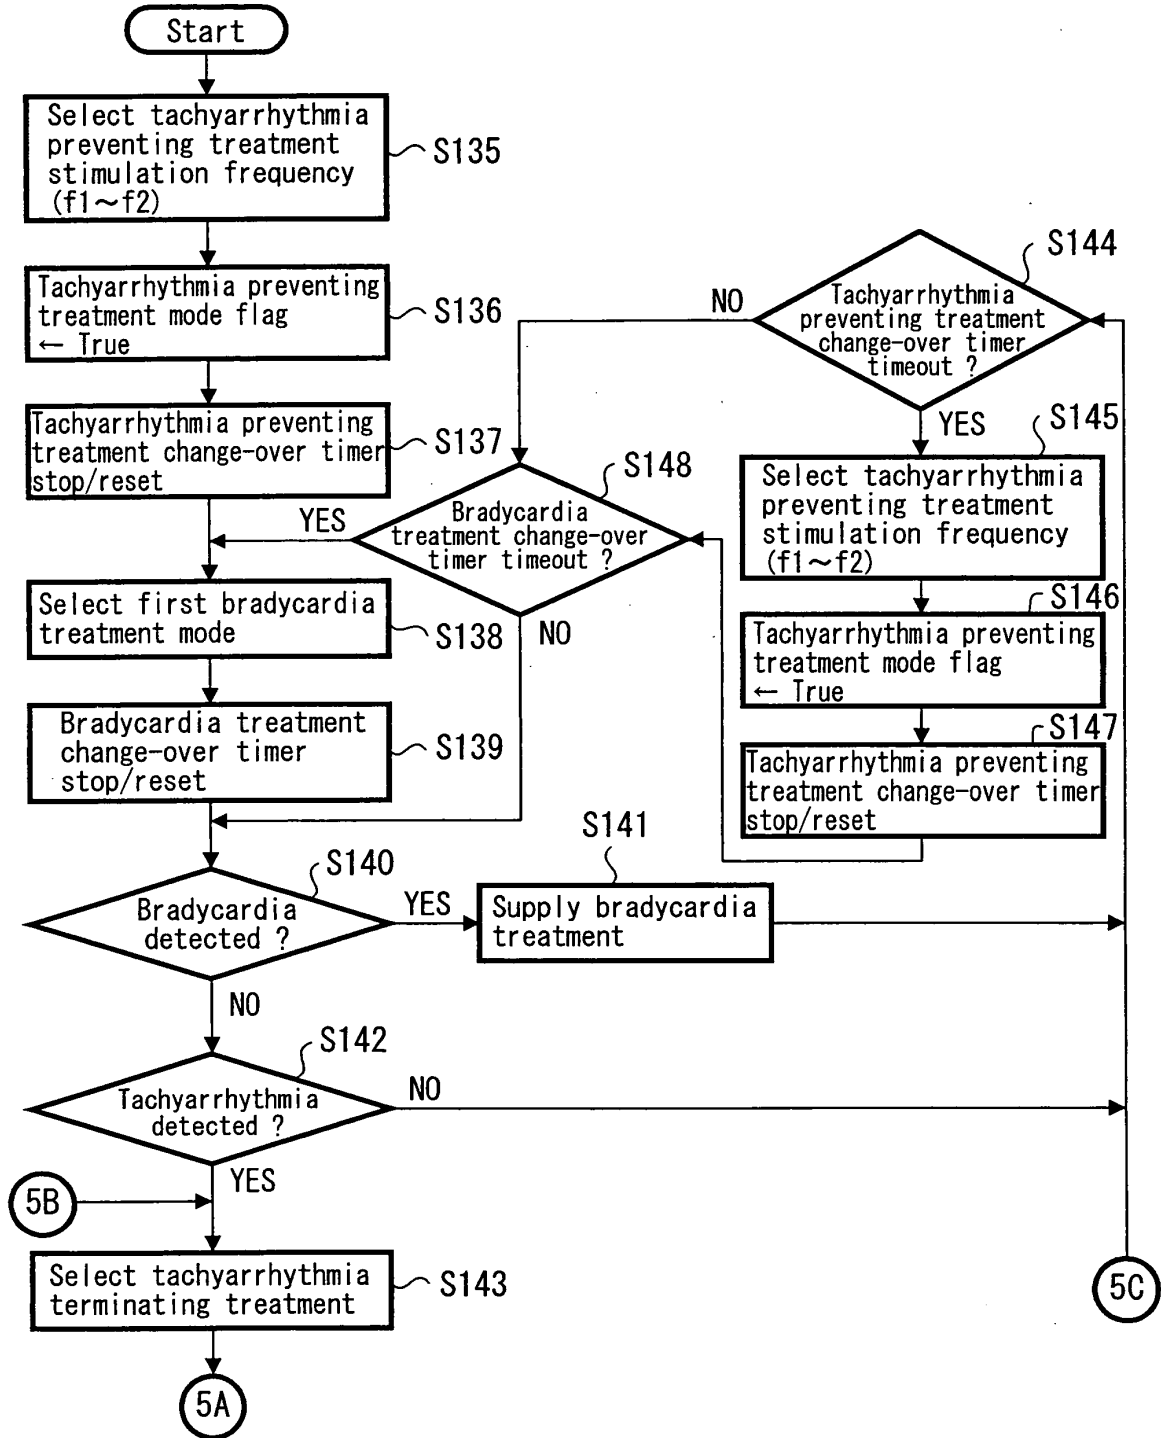 Start
Select tachyarrhythmia
preventing treatment
stimulation frequency
(f1～f2)
S135
Tachyarrhythmia preventing
treatment mode flag
← True
S136
Tachyarrhythmia preventing
treatment change-over timer
stop/reset
S137
Select first bradycardia
treatment mode
S138
Bradycardia treatment
change-over timer
stop/reset
S139
Bradycardia
detected ?
S140
YES
NO
Supply bradycardia
treatment
S141
Tachyarrhythmia
detected ?
S142
NO
YES
5B
Select tachyarrhythmia
terminating treatment
S143
5A
Tachyarrhythmia
preventing treatment
change-over timer
timeout ?
S144
NO
YES
Select tachyarrhythmia
preventing treatment
stimulation frequency
(f1～f2)
S145
Tachyarrhythmia preventing
treatment mode flag
← True
S146
Tachyarrhythmia preventing
treatment change-over timer
stop/reset
S147
Bradycardia
treatment change-over
timer timeout ?
S148
YES
NO
5C